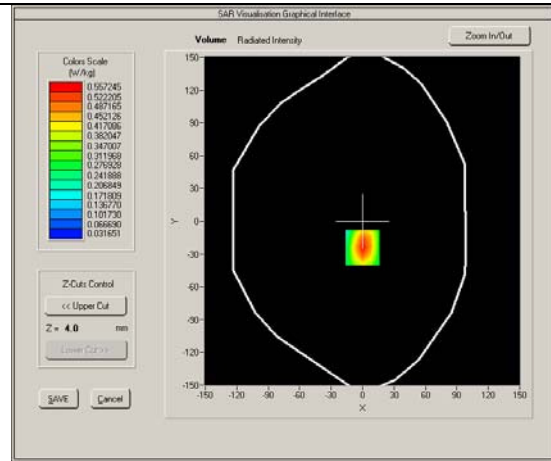 SAR Visualisation Graphical Interface
Volume Radiated Intensity
Zoom In/Out
Colors Scale
(W/kg)
0.557245
0.522205
0.487165
0.452126
0.417086
0.382047
0.347007
0.311968
0.276928
0.241888
0.206849
0.171809
0.136770
0.101730
0.066690
0.031651
Z-Cuts Control
<< Upper Cut
Z = 4.0 mm
Lower Cut >>
SAVE Cancel
150
120
90
60
30
0
-30
-60
-90
-120
-150
Y
-150 -120 -90 -60 -30 0 30 60 90 120 150
X